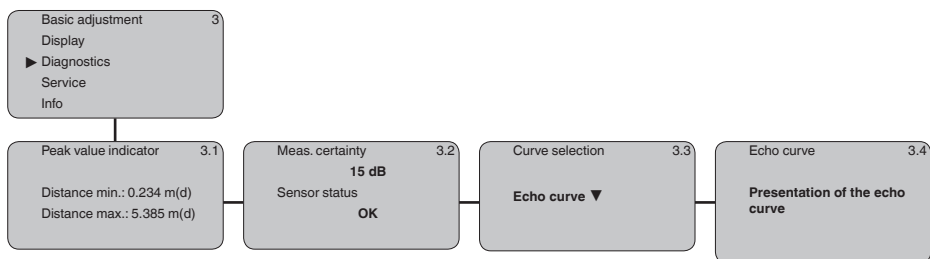 Basic adjustment 3
Display
▶ Diagnostics
Service
Info
Peak value indicator 3.1
Distance min.: 0.234 m(d)
Distance max.: 5.385 m(d)
Meas. certainty 3.2
15 dB
Sensor status
OK
Curve selection 3.3
Echo curve ▼
Echo curve 3.4
Presentation of the echo
curve